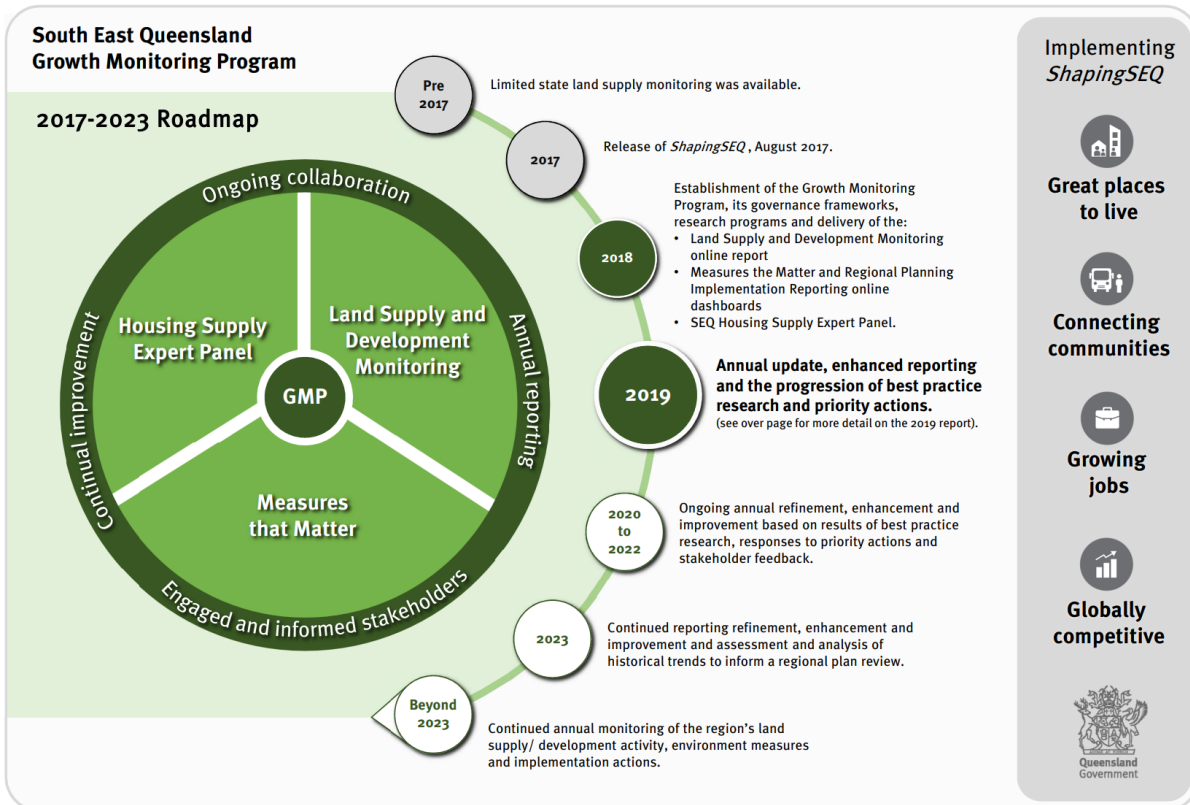 South East Queensland
Growth Monitoring Program
2017-2023 Roadmap
Ongoing collaboration
Annual reporting
Engaged and informed stakeholders
Continual improvement
Housing Supply
Expert Panel
Land Supply and
Development
Monitoring
GMP
Measures
that Matter
Pre
2017
Limited state land supply monitoring was available.
2017
Release of ShapingSEQ, August 2017.
2018
Establishment of the Growth Monitoring
Program, its governance frameworks,
research programs and delivery of the:
• Land Supply and Development Monitoring
online report
• Measures the Matter and Regional Planning
Implementation Reporting online
dashboards
• SEQ Housing Supply Expert Panel.
2019
Annual update, enhanced reporting
and the progression of best practice
research and priority actions.
(see over page for more detail on the 2019 report).
2020
to
2022
Ongoing annual refinement, enhancement and
improvement based on results of best practice
research, responses to priority actions and
stakeholder feedback.
2023
Continued reporting refinement, enhancement and
improvement and assessment and analysis of
historical trends to inform a regional plan review.
Beyond
2023
Continued annual monitoring of the region's land
supply/ development activity, environment measures
and implementation actions.
Implementing
ShapingSEQ
Great places
to live
Connecting
communities
Growing
jobs
Globally
competitive
Queensland
Government